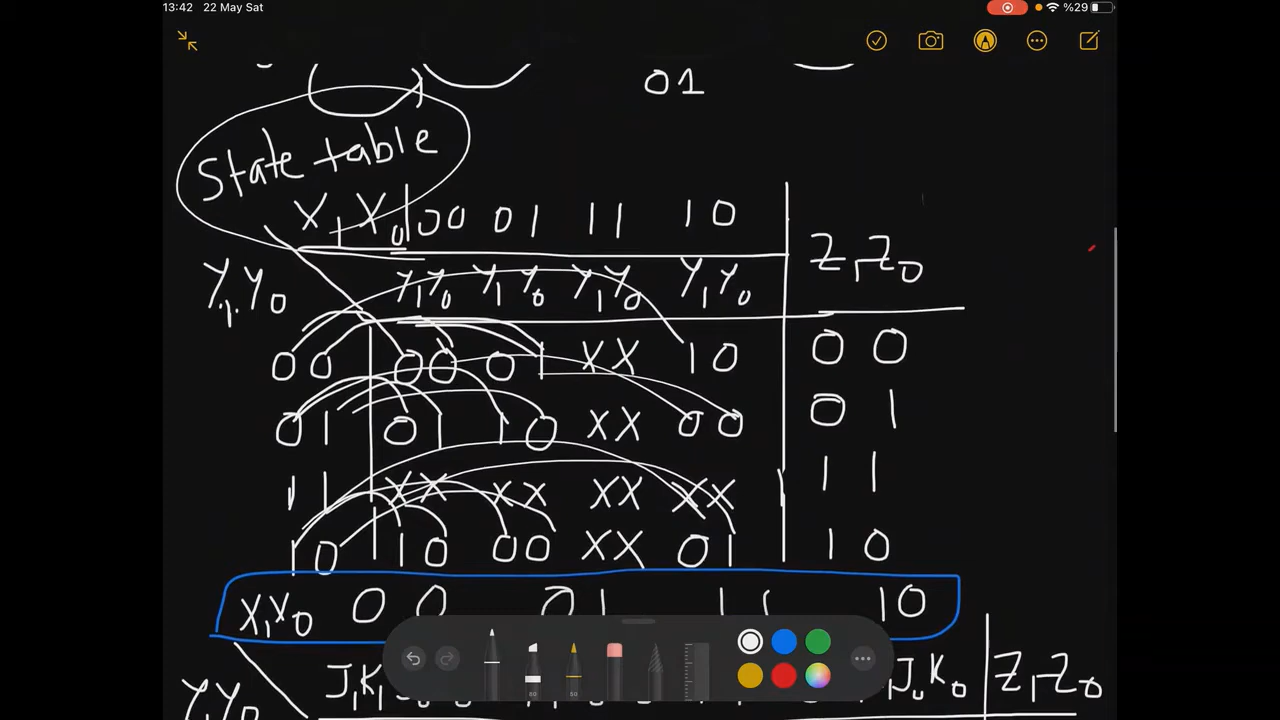 13:42 22 May Sat %29
01
State table
X1X0 00 01 11 10
Y1Y0 Y1Y0 Y1Y0 Y1Y0 Y1Y0 Z1Z0
00 00 01 XX 10 00
01 01 10 XX 00 01
11 XX XX XX XX 11
10 10 00 XX 01 10
X1X0 00 01 11 10
80 50
Y1Y0 J1K1 J0K0 Z1Z0